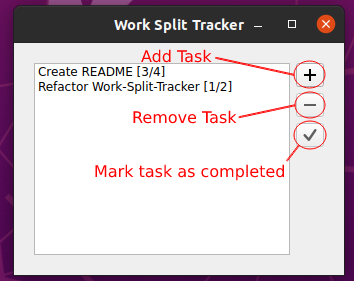 Work Split Tracker
Add Task
Create README [3/4]
Refactor Work-Split-Tracker [1/2]
Remove Task
Mark task as completed